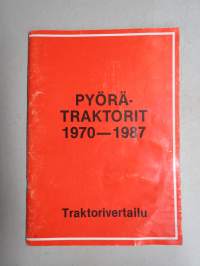 PYÖRÄ-
TRAKTORIT
1970—1987
Traktorivertailu